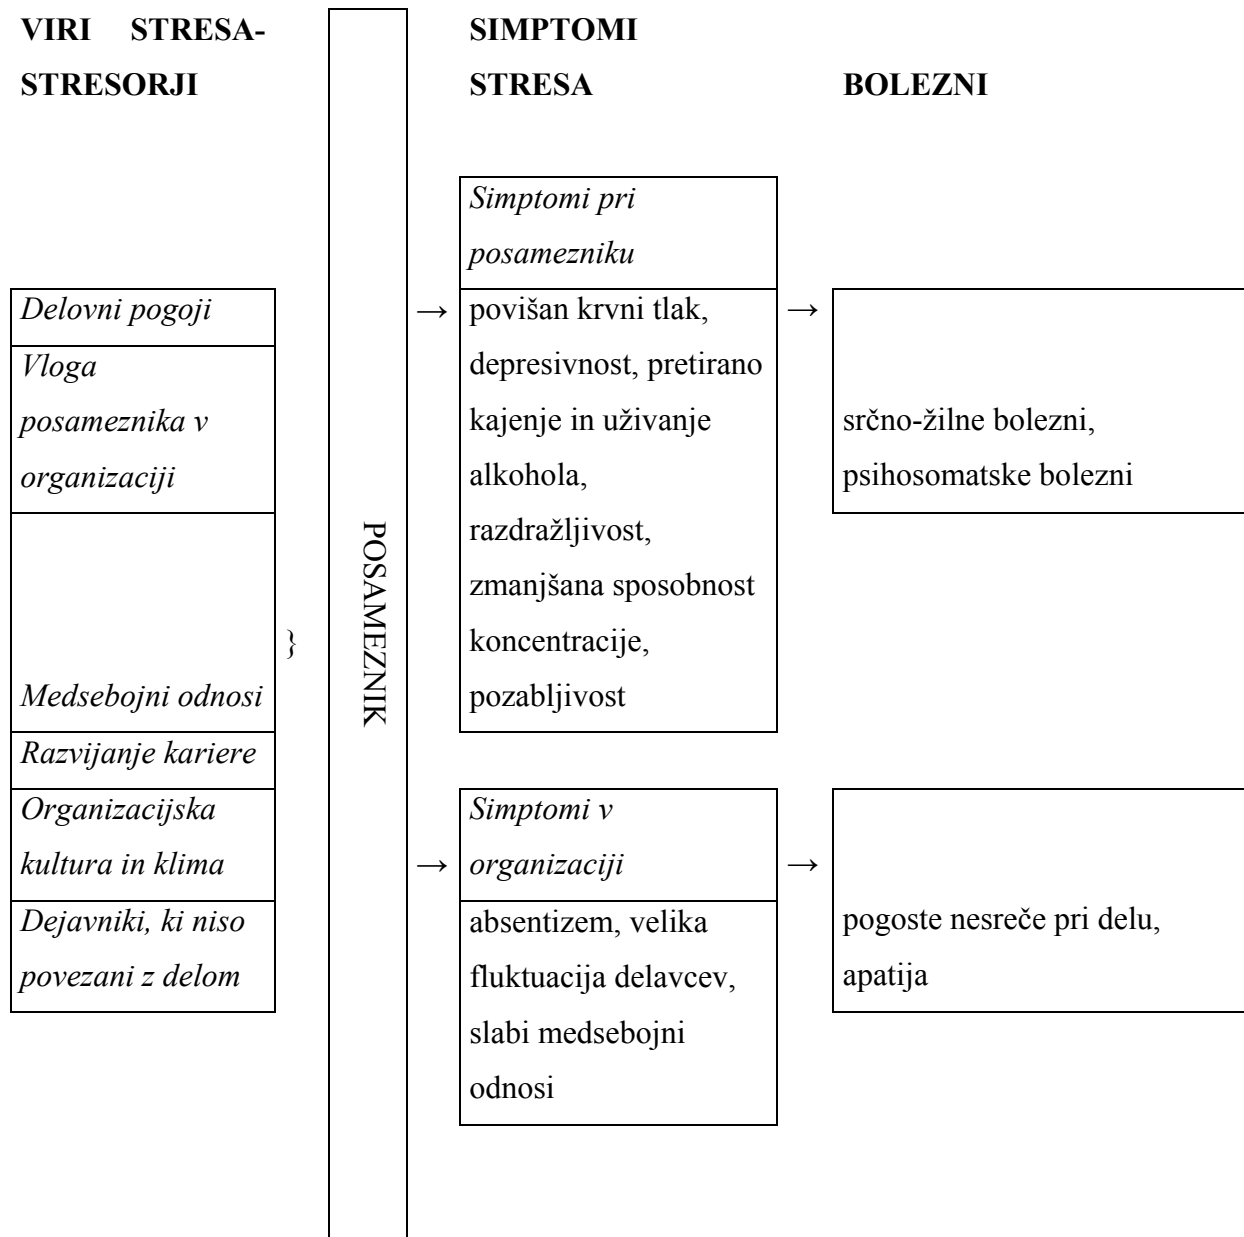 VIRI STRESA-
STRESORJI
SIMPTOMI
STRESA
BOLEZNI
Delovni pogoji
Vloga
posameznika v
organizaciji
Medsebojni odnosi
Razvijanje kariere
Organizacijska
kultura in klima
Dejavniki, ki niso
povezani z delom
}
POSAMEZNIK
→
Simptomi pri
posamezniku
povišan krvni tlak,
depresivnost, pretirano
kajenje in uživanje
alkohola,
razdražljivost,
zmanjšana sposobnost
koncentracije,
pozabljivost
→
srčno-žilne bolezni,
psihosomatske bolezni
→
Simptomi v
organizaciji
absentizem, velika
fluktuacija delavcev,
slabi medsebojni
odnosi
→
pogoste nesreče pri delu,
apatija